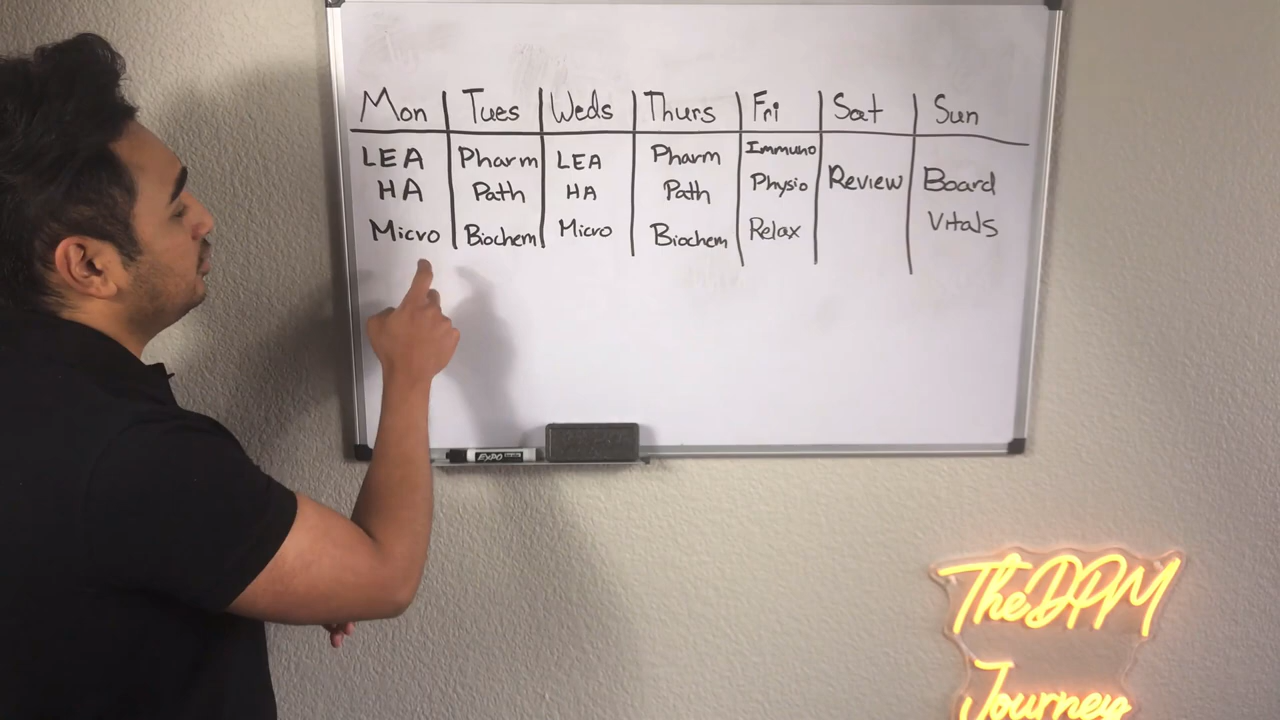 Mon Tues Weds Thurs Fri Sat Sun
LEA Pharm LEA Pharm Immuno
HA Path HA Path Physio Review Board
Micro Biochem Micro Biochem Relax Vitals
EXPO
TheDPM
Journey